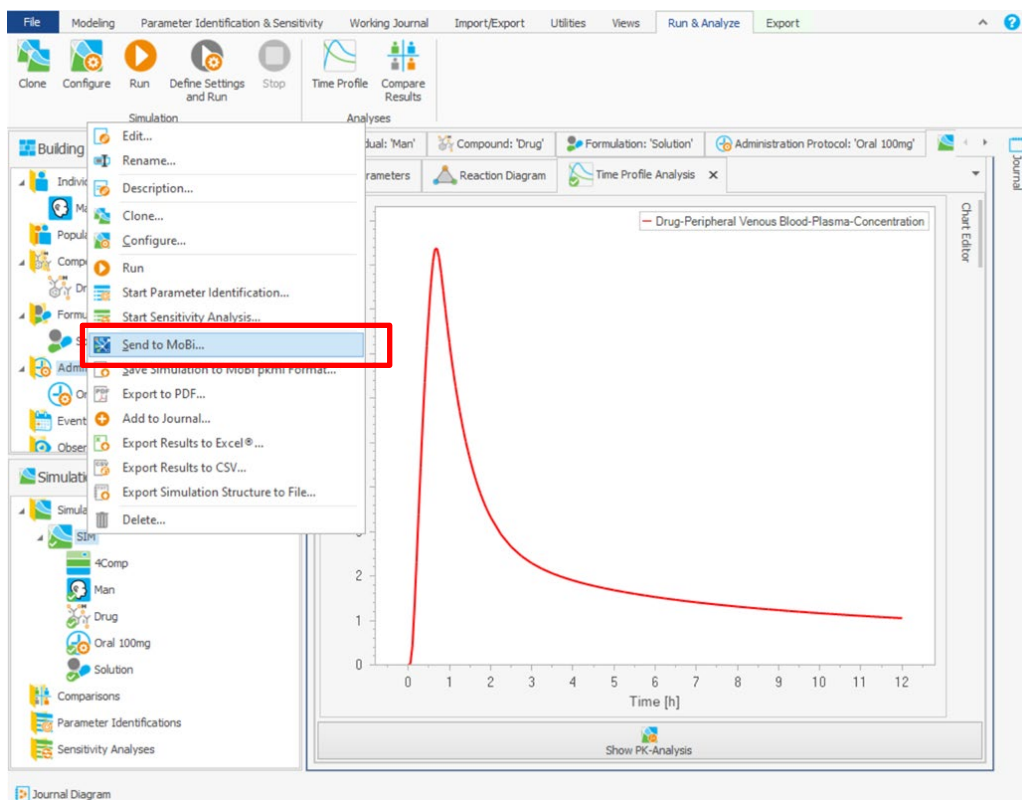 File Modeling Parameter Identification & Sensitivity Working Journal Import/Export Utilities Views Run & Analyze Export
Clone Configure Run Define Settings and Run Stop Time Profile Compare Results
Simulation Analyses
Building
Man
4Comp
Compound: 'Drug' Formulation: 'Solution' Administration Protocol: 'Oral 100mg'
Reaction Diagram Time Profile Analysis
Journal
Chart Editor
Edit...
Rename...
Description...
Clone...
Configure...
Run
Start Parameter Identification...
Start Sensitivity Analysis...
Send to MoBi...
Save Simulation to MoBi pkml Format...
Export to PDF...
Add to Journal...
Export Results to Excel®...
Export Results to CSV...
Export Simulation Structure to File...
Delete...
SIM
Drug
Oral 100mg
Solution
Comparisons
Parameter Identifications
Sensitivity Analyses
Drug-Peripheral Venous Blood-Plasma-Concentration
2
1
0
0 1 2 3 4 5 6 7 8 9 10 11 12
Time [h]
Show PK-Analysis
Journal Diagram